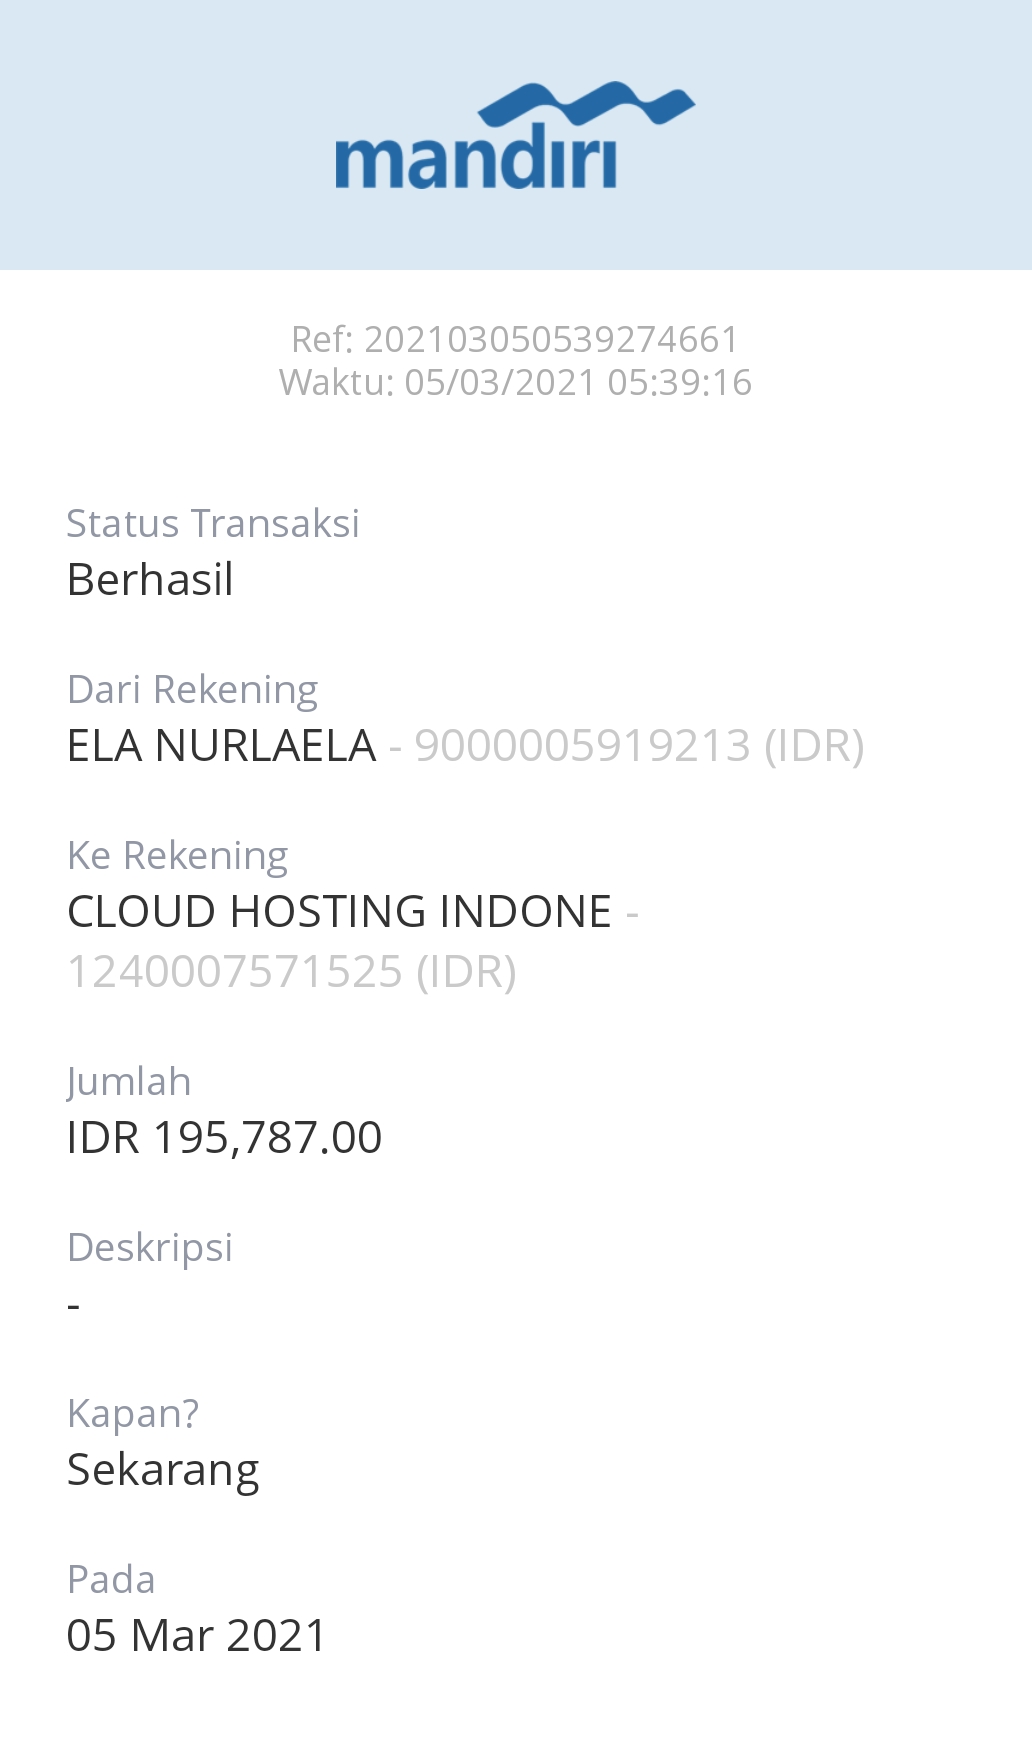 mandiri
Ref: 202103050539274661
Waktu: 05/03/2021 05:39:16
Status Transaksi
Berhasil
Dari Rekening
ELA NURLAELA - 9000005919213 (IDR)
Ke Rekening
CLOUD HOSTING INDONE -
1240007571525 (IDR)
Jumlah
IDR 195,787.00
Deskripsi
-
Kapan?
Sekarang
Pada
05 Mar 2021